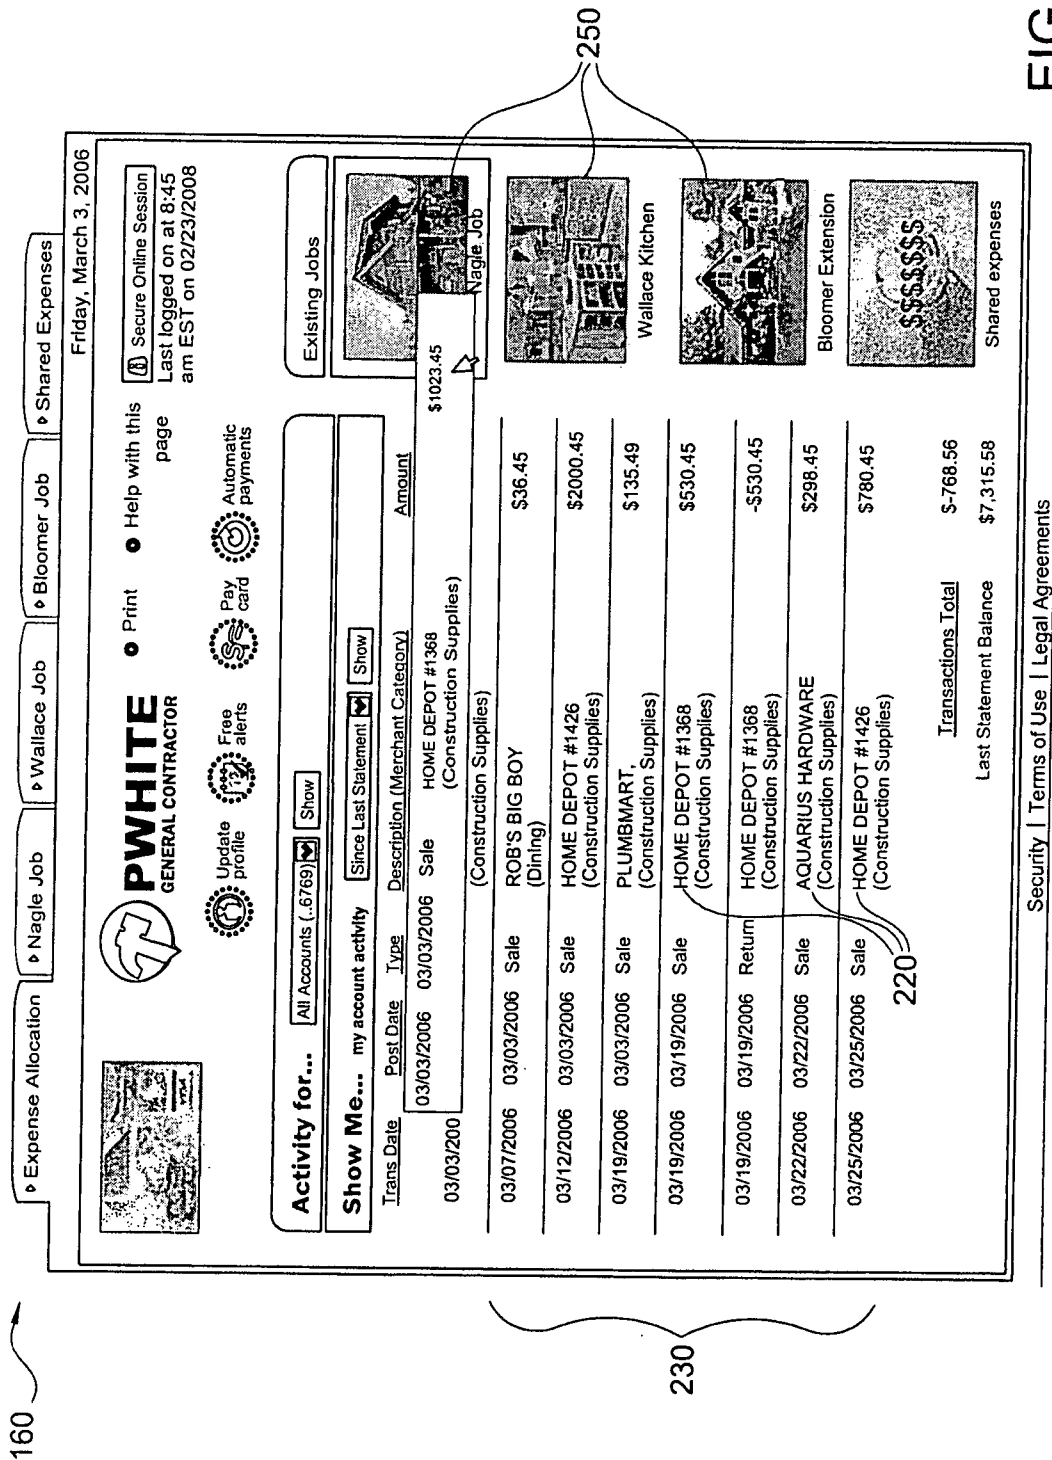 160
▹ Expense Allocation
▹ Nagle Job
▹ Wallace Job
▹ Bloomer Job
▹ Shared Expenses
Friday, March 3, 2006
PWHITE
GENERAL CONTRACTOR
Print
Help with this page
Secure Online Session
Last logged on at 8:45
am EST on 02/23/2008
Update profile
Free alerts
Pay card
Automatic payments
Activity for... All Accounts (..6769) Show
Show Me... my account activity Since Last Statement Show
Existing Jobs
Trans Date Post Date Type Description (Merchant Category) Amount
03/03/2006 03/03/2006 Sale HOME DEPOT #1368 $1023.45
(Construction Supplies)
03/03/200
(Construction Supplies)
03/07/2006 03/03/2006 Sale ROB'S BIG BOY $36.45
(Dining)
03/12/2006 03/03/2006 Sale HOME DEPOT #1426 $2000.45
(Construction Supplies)
03/19/2006 03/03/2006 Sale PLUMBMART, $135.49
(Construction Supplies)
03/19/2006 03/19/2006 Sale HOME DEPOT #1368 $530.45
(Construction Supplies)
03/19/2006 03/19/2006 Return HOME DEPOT #1368 -$530.45
(Construction Supplies)
03/22/2006 03/22/2006 Sale AQUARIUS HARDWARE $298.45
(Construction Supplies)
03/25/2006 03/25/2006 Sale HOME DEPOT #1426 $780.45
(Construction Supplies)
Transactions Total $-768.56
Last Statement Balance $7,315.58
Nagle Job
Wallace Kitchen
Bloomer Extension
$$$$$$$
Shared expenses
250
220
230
Security | Terms of Use | Legal Agreements
FIG